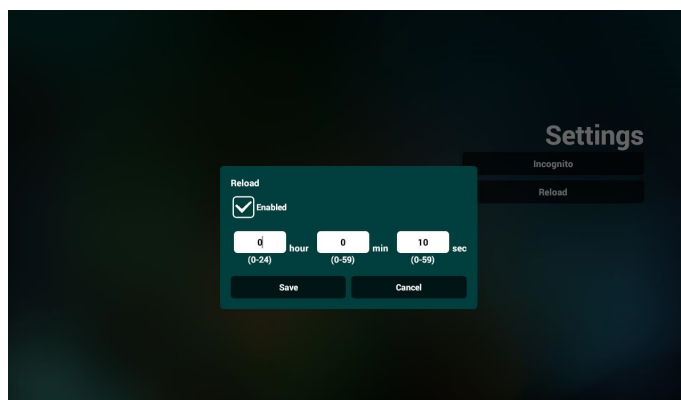 Settings
Incognito
Reload
Reload
Enabled
0 hour 0 min 10 sec
(0-24) (0-59) (0-59)
Save Cancel